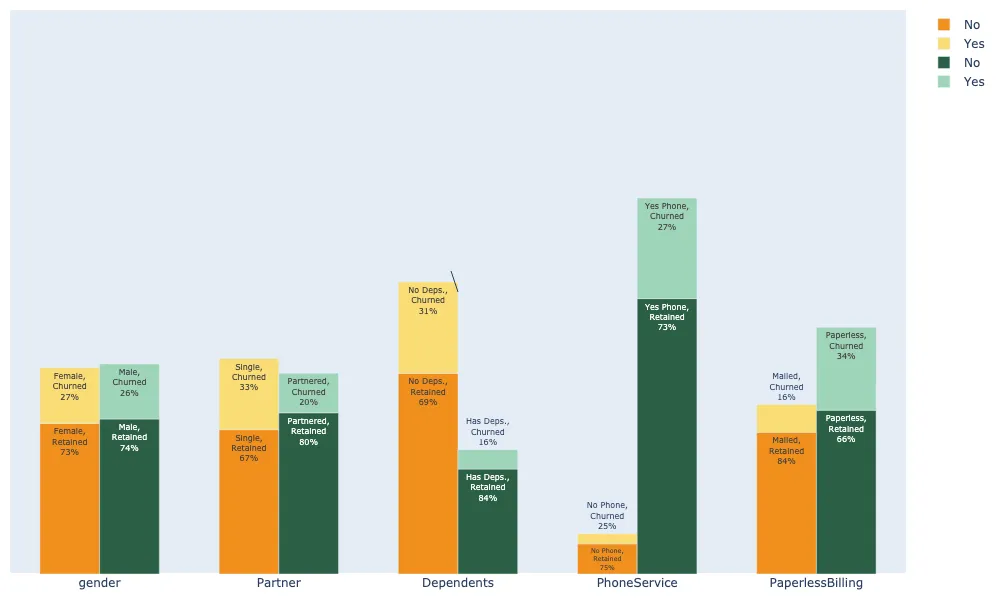 No
Yes
No
Yes
Female,
Churned
27%
Female,
Retained
73%
Male,
Churned
26%
Male,
Retained
74%
Single,
Churned
33%
Single,
Retained
67%
Partnered,
Churned
20%
Partnered,
Retained
80%
No Deps.,
Churned
31%
No Deps.,
Retained
69%
Has Deps.,
Churned
16%
Has Deps.,
Retained
84%
No Phone,
Churned
25%
No Phone,
Retained
75%
Yes Phone,
Churned
27%
Yes Phone,
Retained
73%
Mailed,
Churned
16%
Mailed,
Retained
84%
Paperless,
Churned
34%
Paperless,
Retained
66%
gender
Partner
Dependents
PhoneService
PaperlessBilling